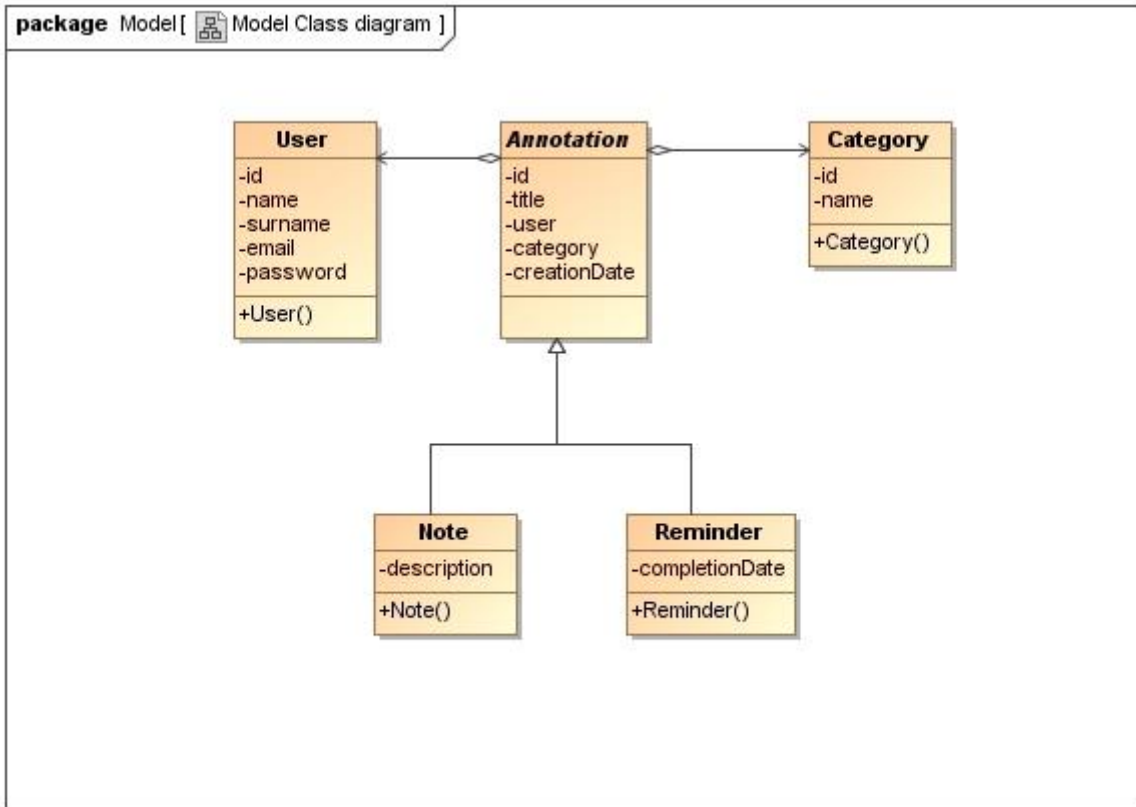 package Model[ Model Class diagram ]
User
-id
-name
-surname
-email
-password
+User()
Annotation
-id
-title
-user
-category
-creationDate
Category
-id
-name
+Category()
Note
-description
+Note()
Reminder
-completionDate
+Reminder()